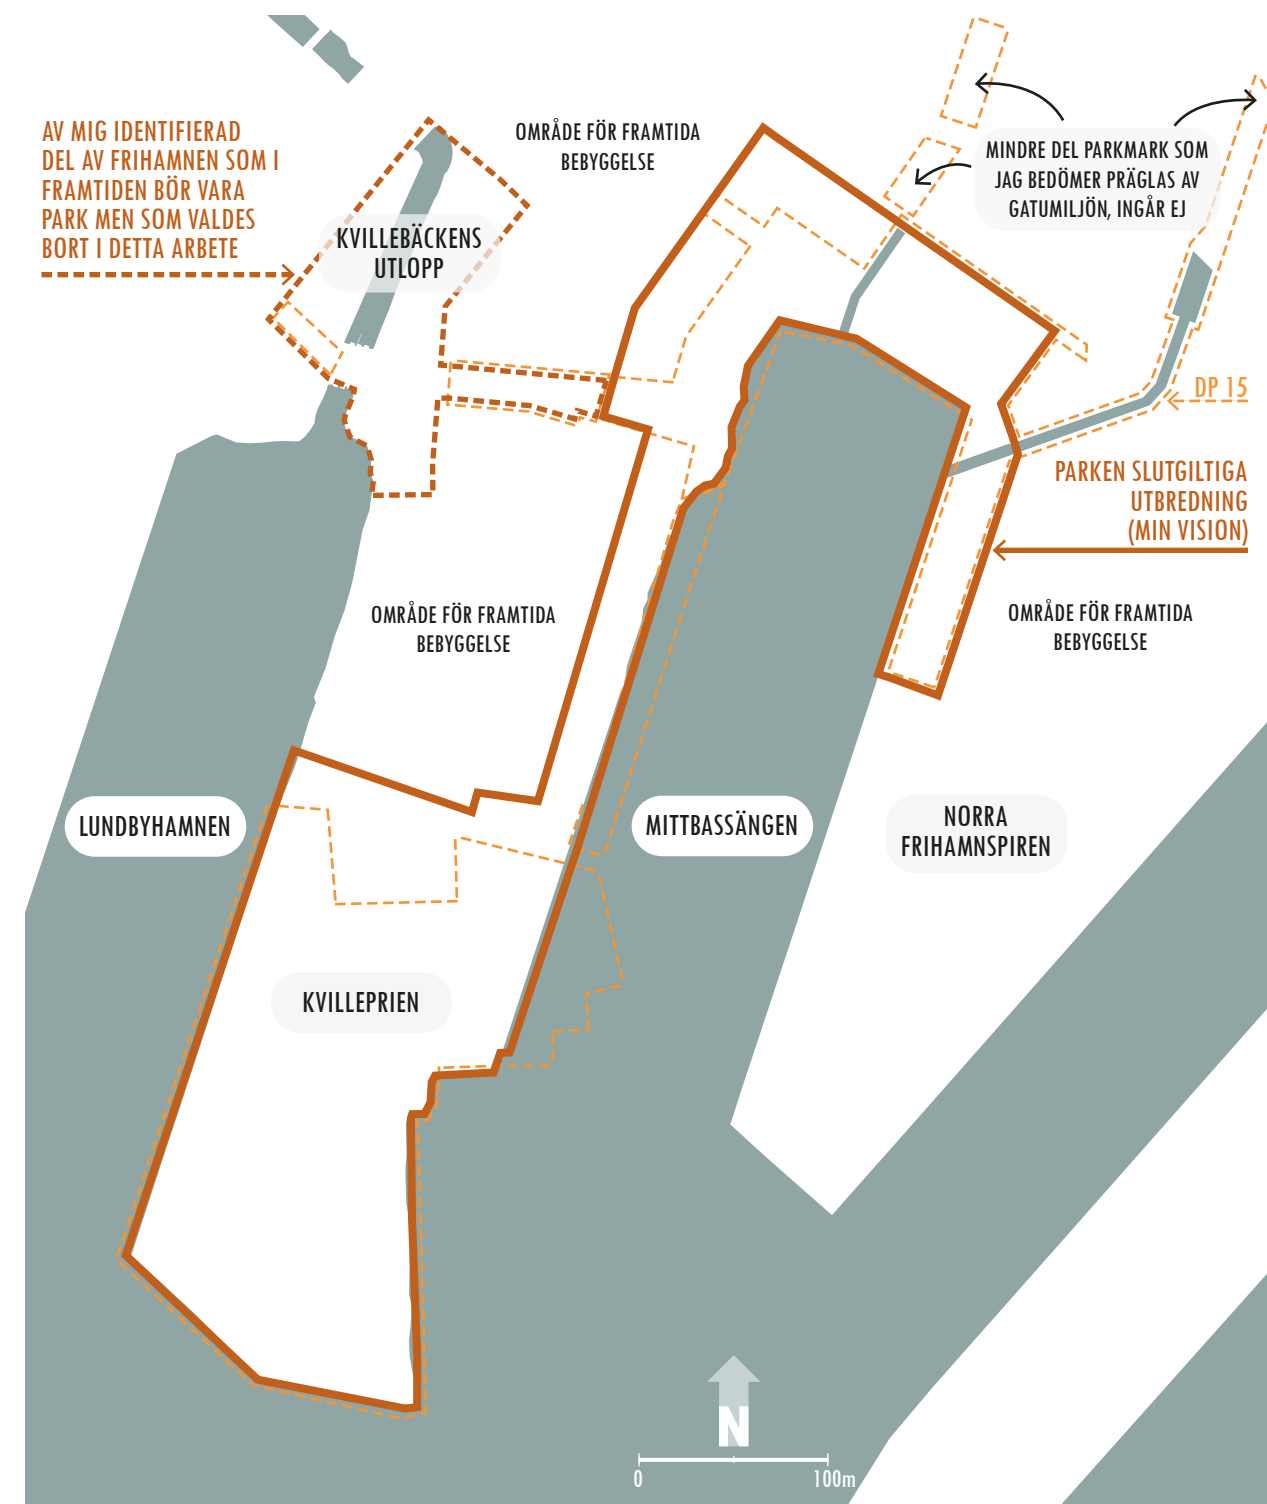 AV MIG IDENTIFIERAD
DEL AV FRIHAMNEN SOM I
FRAMTIDEN BÖR VARA
PARK MEN SOM VALDES
BORT I DETTA ARBETE
OMRÅDE FÖR FRAMTIDA
BEBYGGELSE
MINDRE DEL PARKMARK SOM
JAG BEDÖMER PRÄGLAS AV
GATUMILJÖN, INGÅR EJ
KVILLEBÄCKENS
UTLOPP
DP 15
PARKEN SLUTGILTIGA
UTBREDNING
(MIN VISION)
OMRÅDE FÖR FRAMTIDA
BEBYGGELSE
OMRÅDE FÖR FRAMTIDA
BEBYGGELSE
LUNDBYHAMNEN
MITTBASSÄNGEN
NORRA
FRIHAMNSPIREN
KVILLEPRIEN
N
0 100m